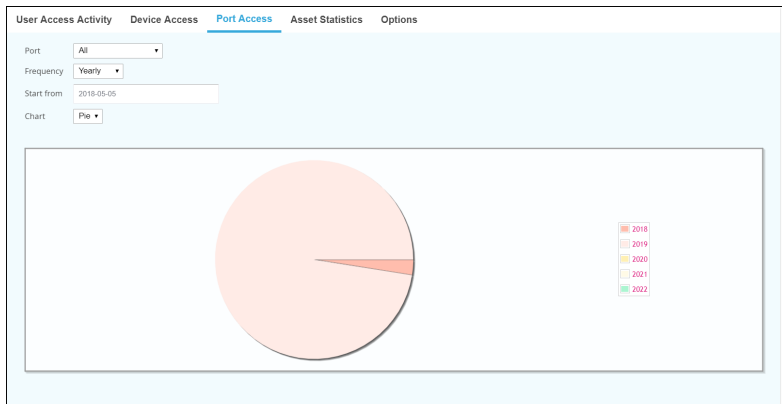 User Access Activity Device Access Port Access Asset Statistics Options
Port All
Frequency Yearly
Start from 2018-05-05
Chart Pie
2018
2019
2020
2021
2022